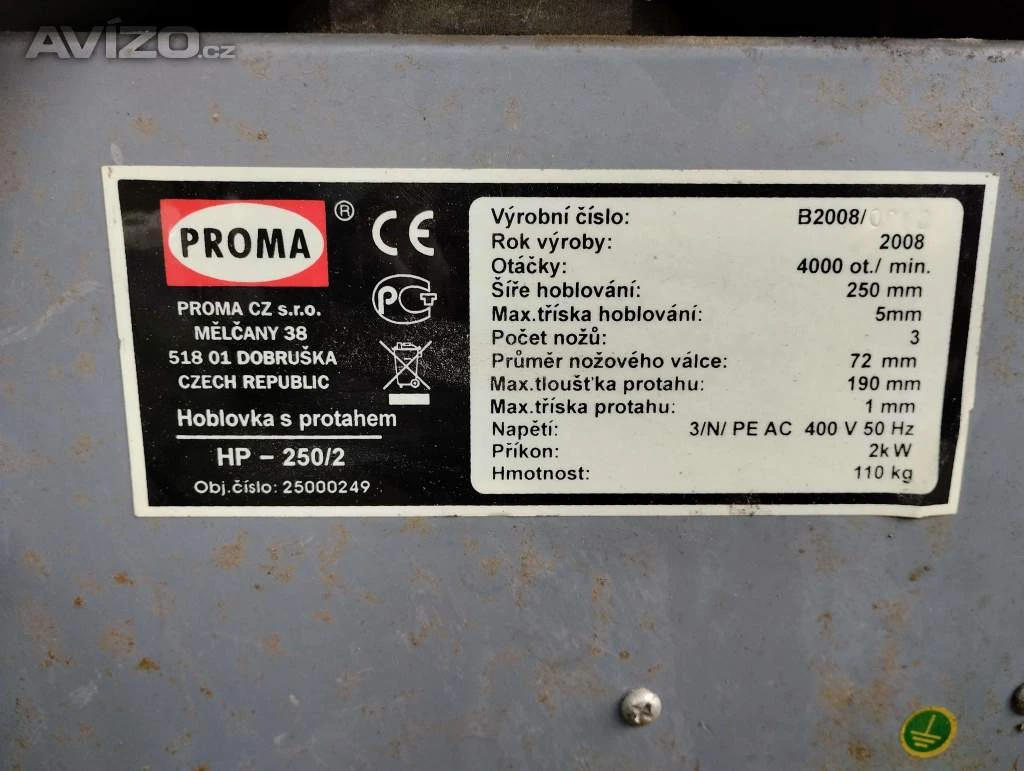 AVÍZO.cz
PROMA ®
CE
PROMA CZ s.r.o.
MĚLČANY 38
518 01 DOBRUŠKA
CZECH REPUBLIC
Hoblovka s protahem
HP – 250/2
Obj.číslo: 25000249
Výrobní číslo: B2008/
Rok výroby: 2008
Otáčky: 4000 ot./ min.
Šíře hoblování: 250 mm
Max.tříska hoblování: 5mm
Počet nožů: 3
Průměr nožového válce: 72 mm
Max.tloušťka protahu: 190 mm
Max.tříska protahu: 1 mm
Napětí: 3/N/ PE AC 400 V 50 Hz
Příkon: 2kW
Hmotnost: 110 kg